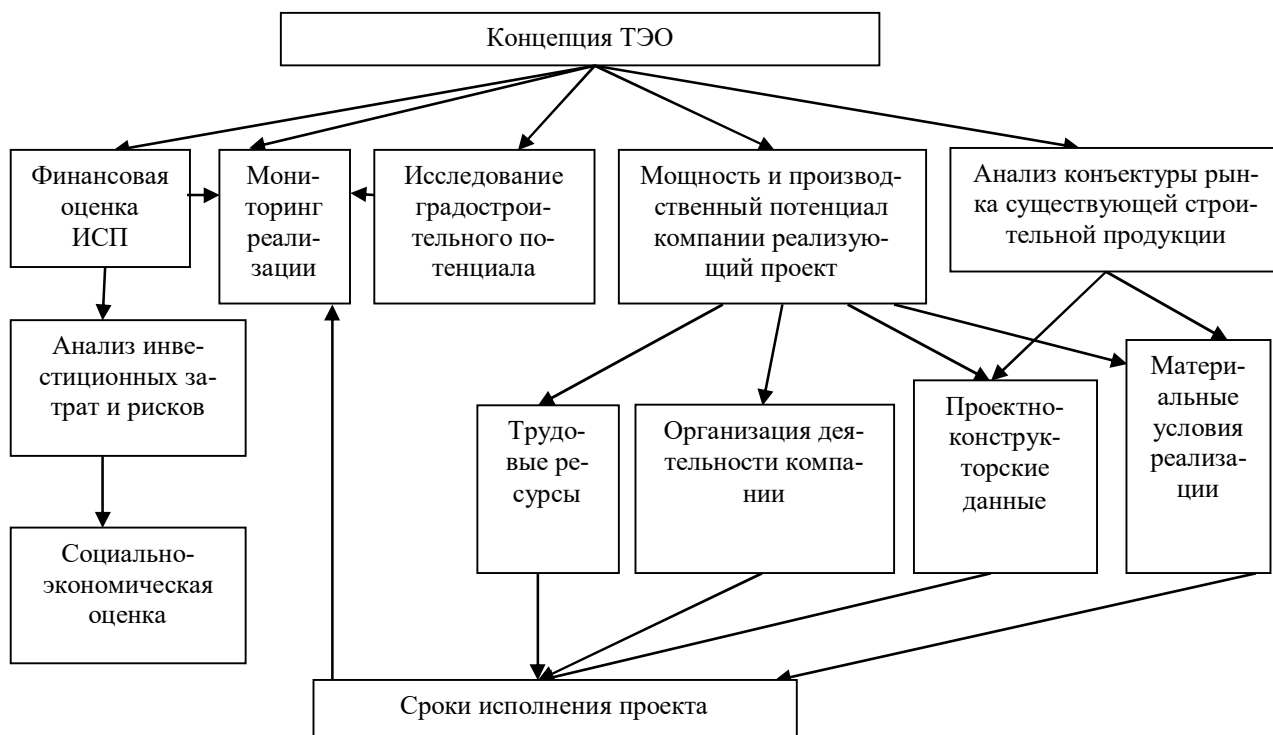 Концепция ТЭО
Финансовая
оценка
ИСП
Мони-
торинг
реали-
зации
Исследование
градострои-
тельного по-
тенциала
Мощность и производ-
ственный потенциал
компании реализую-
щий проект
Анализ конъектуры рын-
ка существующей строи-
тельной продукции
Анализ инве-
стиционных за-
трат и рисков
Трудо-
вые ре-
сурсы
Организация дея-
тельности компа-
нии
Проектно-
конструк-
торские
данные
Матери-
альные
условия
реализа-
ции
Социально-
экономическая
оценка
Сроки исполнения проекта